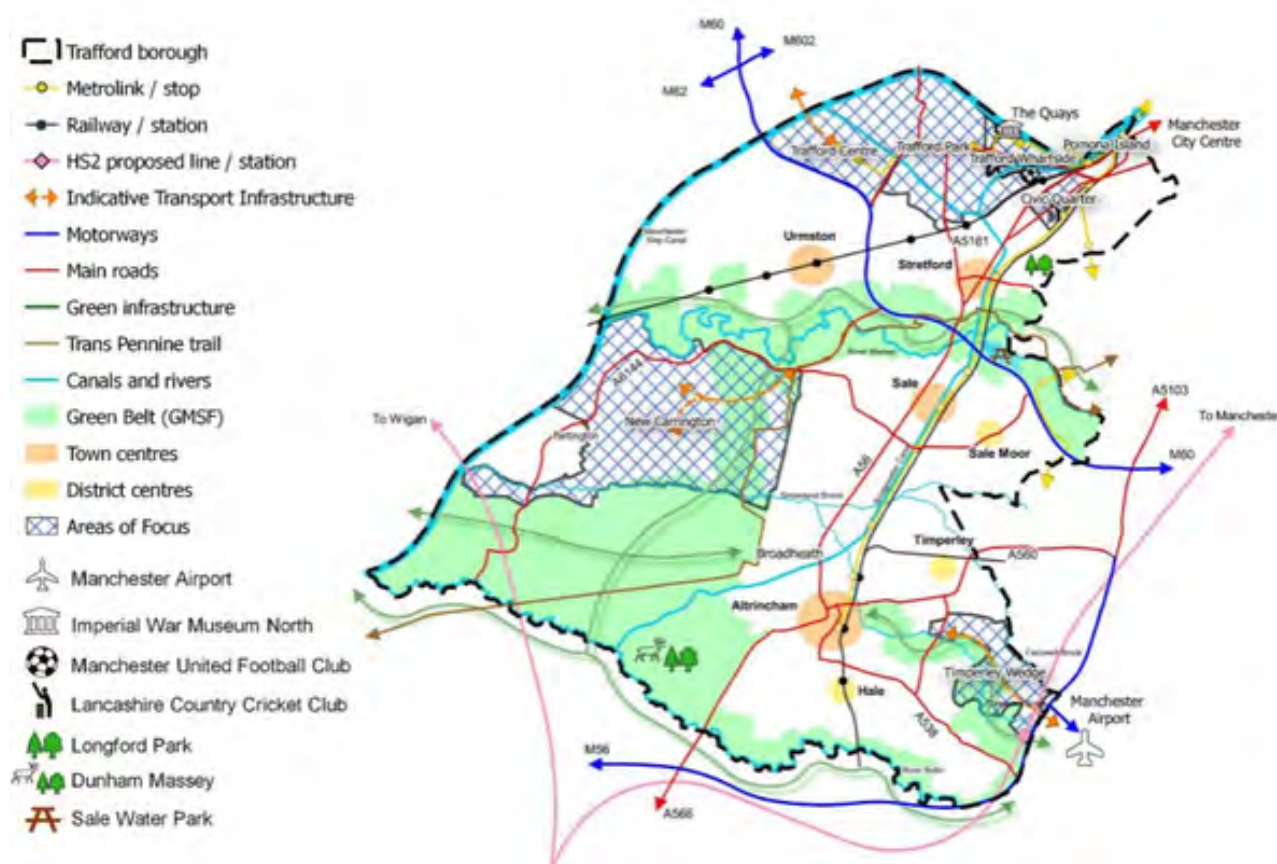 Trafford borough
Metrolink / stop
Railway / station
HS2 proposed line / station
Indicative Transport Infrastructure
Motorways
Main roads
Green infrastructure
Trans Pennine trail
Canals and rivers
Green Belt (GMSF)
Town centres
District centres
Areas of Focus
Manchester Airport
Imperial War Museum North
Manchester United Football Club
Lancashire Country Cricket Club
Longford Park
Dunham Massey
Sale Water Park
M60
M602
M62
The Quays
Manchester
City Centre
Pomona Island
Trafford Centre
Trafford Park
Trafford Wharfside
Civic Quarter
Manchester
Ship Canal
Urmston
A5181
Stretford
A6144
Sale
A5103
To Wigan
New Carrington
To Manchester
Partington
A56
Sale Moor
M60
Timperley
Broadheath
A560
Altrincham
Timperley Wedge
Hale
Manchester
Airport
A538
M56
A566